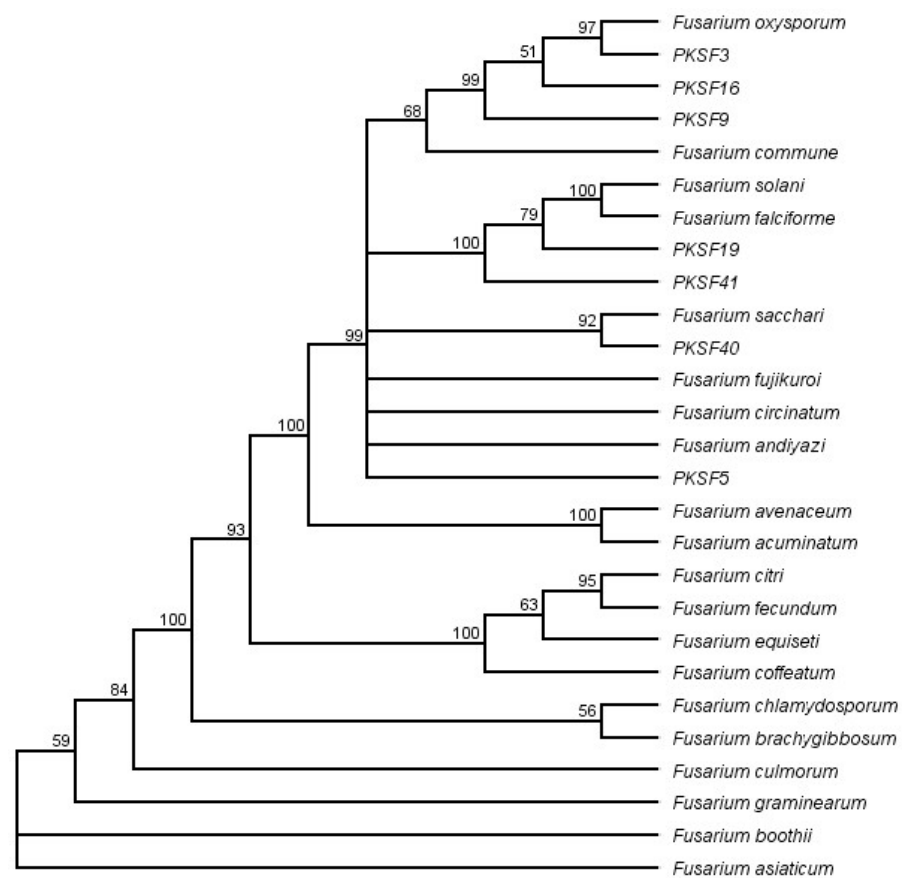 97
Fusarium oxysporum
PKSF3
51
PKSF16
99
PKSF9
68
Fusarium commune
100
Fusarium solani
Fusarium falciforme
79
PKSF19
100
PKSF41
92
Fusarium sacchari
PKSF40
99
Fusarium fujikuroi
Fusarium circinatum
Fusarium andiyazi
100
PKSF5
100
Fusarium avenaceum
Fusarium acuminatum
93
95
Fusarium citri
Fusarium fecundum
63
Fusarium equiseti
100
100
Fusarium coffeatum
84
56
Fusarium chlamydosporum
Fusarium brachygibbosum
59
Fusarium culmorum
Fusarium graminearum
Fusarium boothii
Fusarium asiaticum